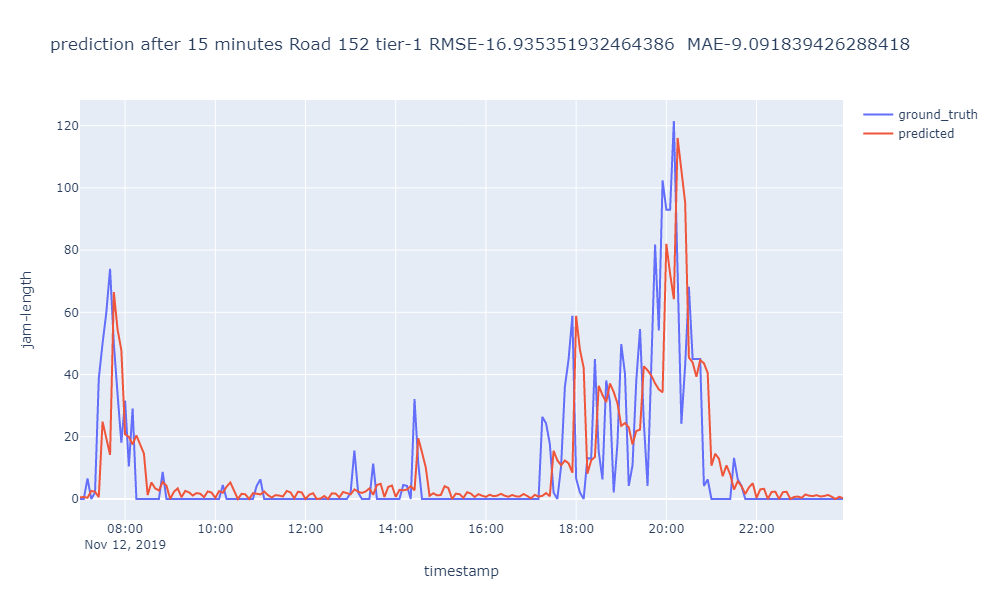 prediction after 15 minutes Road 152 tier-1 RMSE-16.935351932464386  MAE-9.091839426288418
ground_truth
predicted
120
100
80
60
40
20
0
jam-length
08:00 10:00 12:00 14:00 16:00 18:00 20:00 22:00
Nov 12, 2019
timestamp